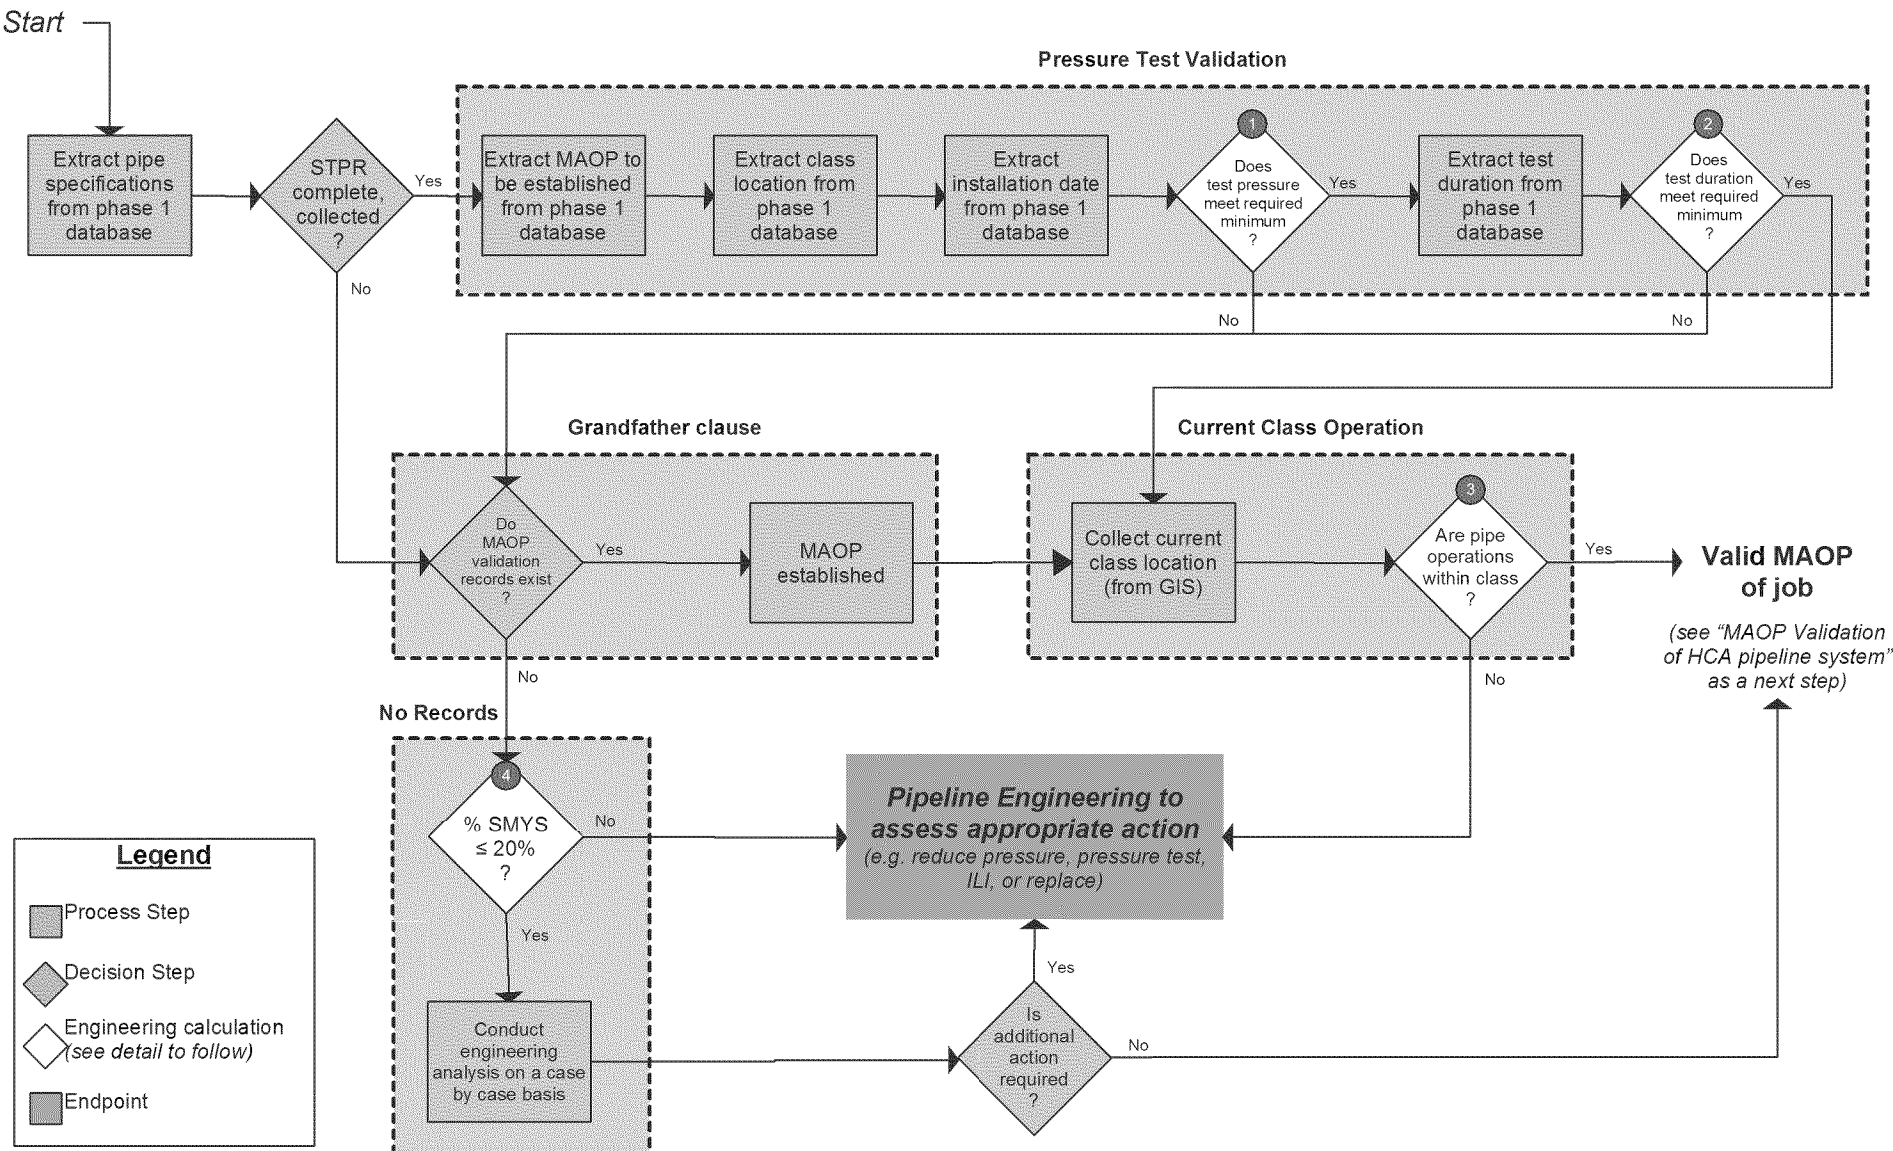 Start
Pressure Test Validation
Extract pipe
specifications
from phase 1
database
STPR
complete,
collected
?
Yes
No
Extract MAOP to
be established
from phase 1
database
Extract class
location from
phase 1
database
Extract
installation date
from phase 1
database
1
Does
test pressure
meet required
minimum
?
Yes
No
Extract test
duration from
phase 1
database
2
Does
test duration
meet required
minimum
?
Yes
No
Grandfather clause
Do
MAOP
validation
records exist
?
Yes
No
MAOP
established
Current Class Operation
Collect current
class location
(from GIS)
3
Are pipe
operations
within class
?
Yes
No
Valid MAOP
of job
(see “MAOP Validation
of HCA pipeline system”
as a next step)
No Records
4
% SMYS
≤ 20%
?
No
Yes
Conduct
engineering
analysis on a case
by case basis
Pipeline Engineering to
assess appropriate action
(e.g. reduce pressure, pressure test,
ILI, or replace)
Yes
Is
additional
action
required
?
No
Legend
Process Step
Decision Step
Engineering calculation
(see detail to follow)
Endpoint